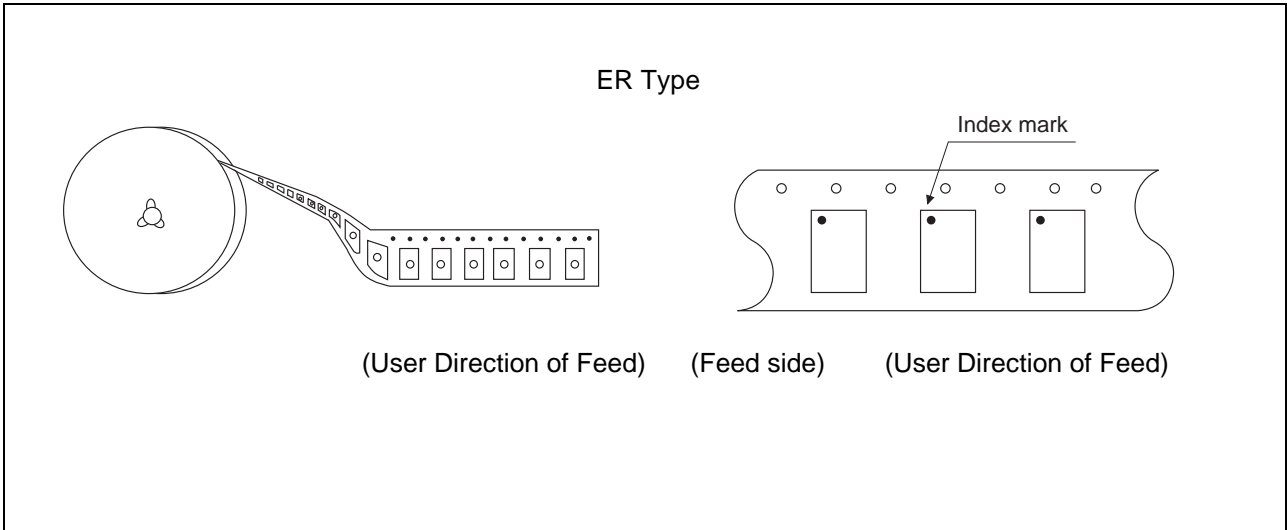 ER Type
Index mark
(User Direction of Feed) (Feed side) (User Direction of Feed)